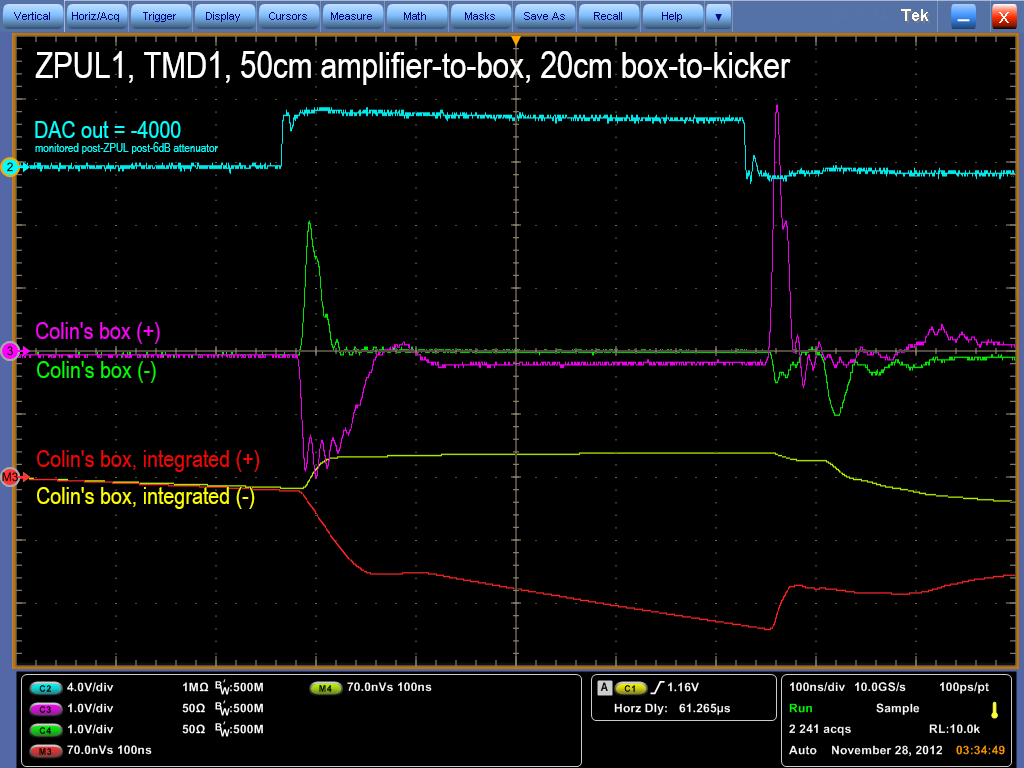 Vertical Horiz/Acq Trigger Display Cursors Measure Math Masks Save As Recall Help Tek X
ZPUL1, TMD1, 50cm amplifier-to-box, 20cm box-to-kicker
DAC out = -4000
monitored post-ZPUL post-6dB attenuator
2
Colin's box (+)
3
Colin's box (-)
Colin's box, integrated (+)
M3
Colin's box, integrated (-)
C2 4.0V/div 1MΩ BW:500M M4 70.0nVs 100ns
C3 1.0V/div 50Ω BW:500M
C4 1.0V/div 50Ω BW:500M
M3 70.0nVs 100ns
A C1 1.16V
Horz Dly: 61.265µs
100ns/div 10.0GS/s 100ps/pt
Run Sample
2 241 acqs RL:10.0k
Auto November 28, 2012 03:34:49